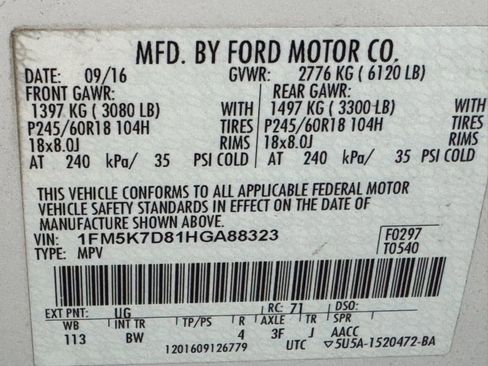 MFD. BY FORD MOTOR CO.
DATE: 09/16 GVWR: 2776 KG ( 6120 LB)
FRONT GAWR: REAR GAWR:
1397 KG ( 3080 LB) WITH 1497 KG ( 3300 LB) WITH
P245/60R18 104H TIRES P245/60R18 104H TIRES
18x8.0J RIMS 18x8.0J RIMS
AT 240 kPa/ 35 PSI COLD AT 240 kPa/ 35 PSI COLD
THIS VEHICLE CONFORMS TO ALL APPLICABLE FEDERAL MOTOR
VEHICLE SAFETY STANDARDS IN EFFECT ON THE DATE OF
MANUFACTURE SHOWN ABOVE.
VIN: 1FM5K7D81HGA88323 F0297
TYPE: MPV T0540
EXT PNT: UG RC: 71 DSO:
WB INT TR TP/PS R AXLE TR SPR
113 BW 4 3F J AACC
1201609126779 UTC ▽5U5A-1520472-BA